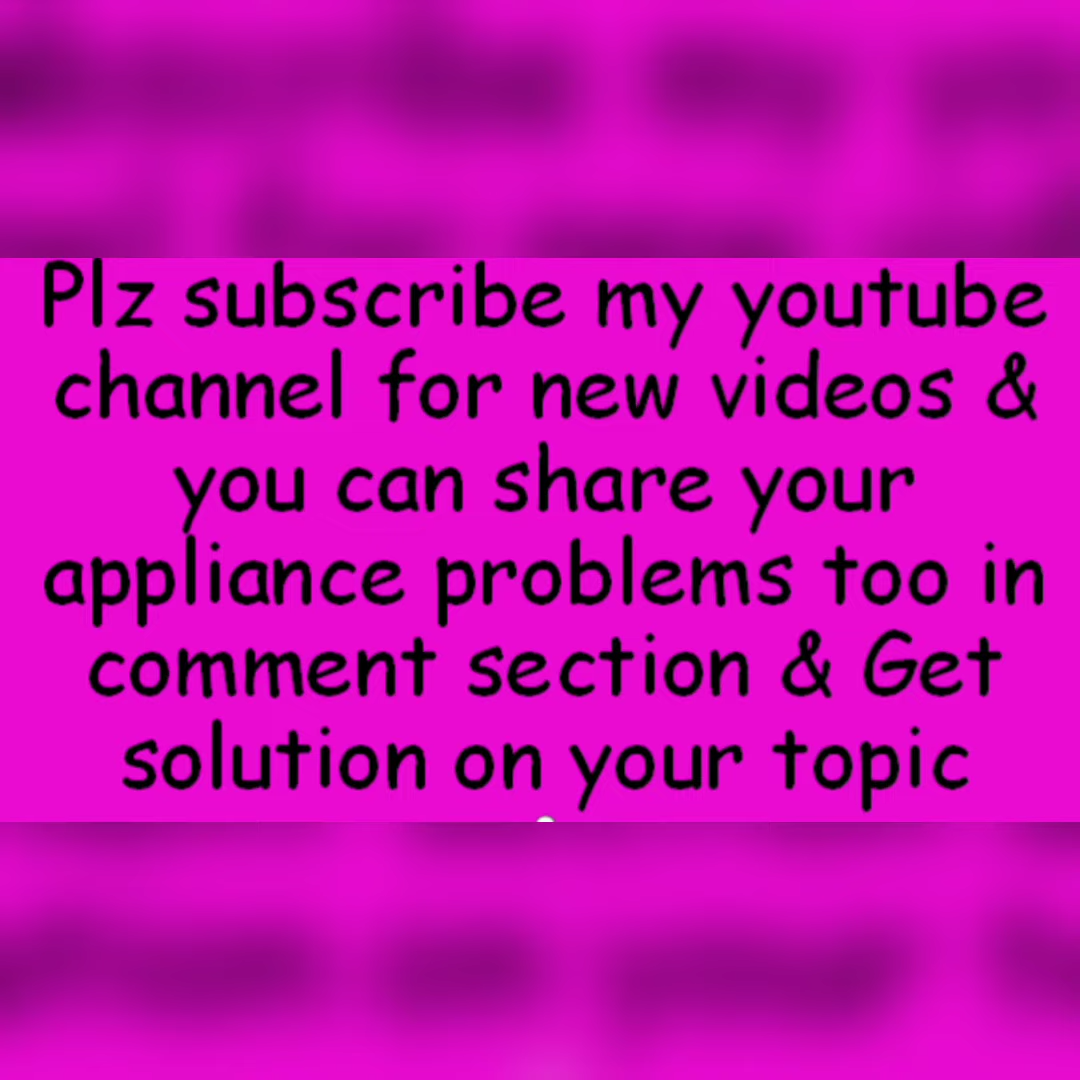 Plz subscribe my youtube
channel for new videos &
you can share your
appliance problems too in
comment section & Get
solution on your topic